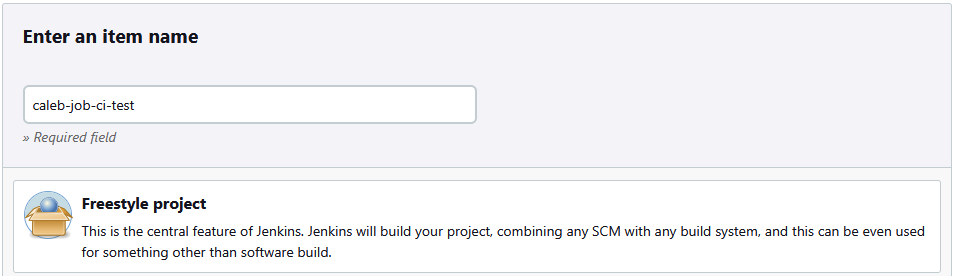 Enter an item name
caleb-job-ci-test
» Required field
Freestyle project
This is the central feature of Jenkins. Jenkins will build your project, combining any SCM with any build system, and this can be even used
for something other than software build.